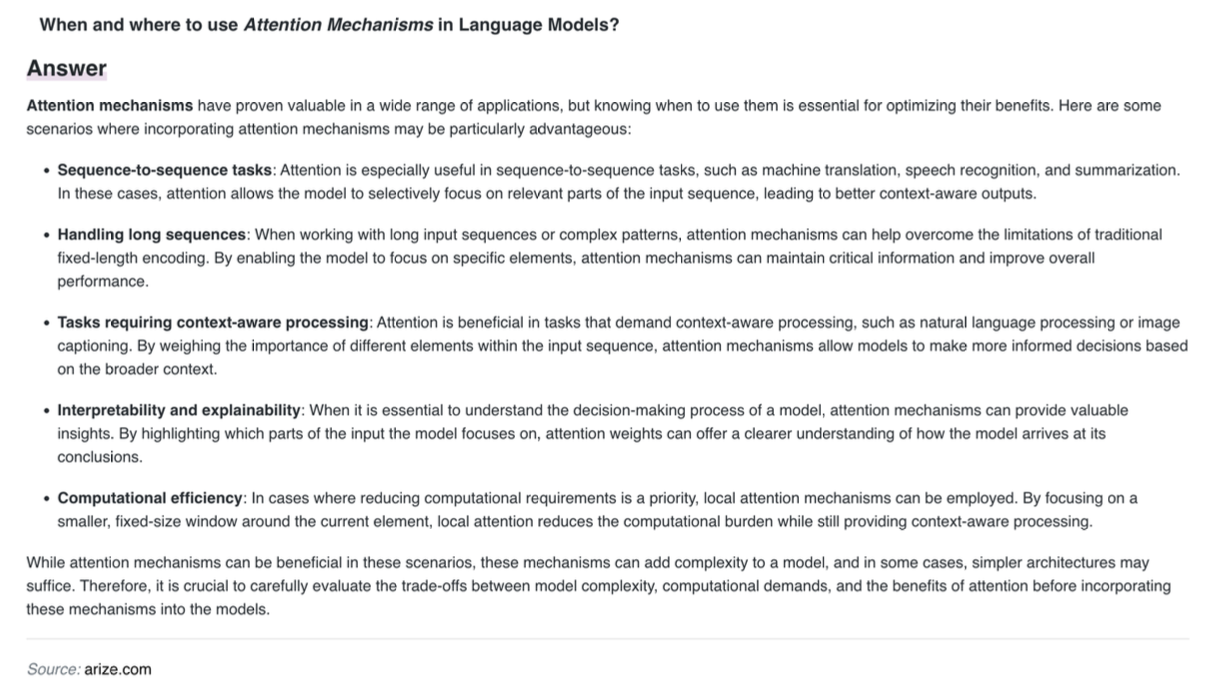 When and where to use Attention Mechanisms in Language Models?
Answer
Attention mechanisms have proven valuable in a wide range of applications, but knowing when to use them is essential for optimizing their benefits. Here are some
scenarios where incorporating attention mechanisms may be particularly advantageous:
• Sequence-to-sequence tasks: Attention is especially useful in sequence-to-sequence tasks, such as machine translation, speech recognition, and summarization.
In these cases, attention allows the model to selectively focus on relevant parts of the input sequence, leading to better context-aware outputs.
• Handling long sequences: When working with long input sequences or complex patterns, attention mechanisms can help overcome the limitations of traditional
fixed-length encoding. By enabling the model to focus on specific elements, attention mechanisms can maintain critical information and improve overall
performance.
• Tasks requiring context-aware processing: Attention is beneficial in tasks that demand context-aware processing, such as natural language processing or image
captioning. By weighing the importance of different elements within the input sequence, attention mechanisms allow models to make more informed decisions based
on the broader context.
• Interpretability and explainability: When it is essential to understand the decision-making process of a model, attention mechanisms can provide valuable
insights. By highlighting which parts of the input the model focuses on, attention weights can offer a clearer understanding of how the model arrives at its
conclusions.
• Computational efficiency: In cases where reducing computational requirements is a priority, local attention mechanisms can be employed. By focusing on a
smaller, fixed-size window around the current element, local attention reduces the computational burden while still providing context-aware processing.
While attention mechanisms can be beneficial in these scenarios, these mechanisms can add complexity to a model, and in some cases, simpler architectures may
suffice. Therefore, it is crucial to carefully evaluate the trade-offs between model complexity, computational demands, and the benefits of attention before incorporating
these mechanisms into the models.
Source: arize.com